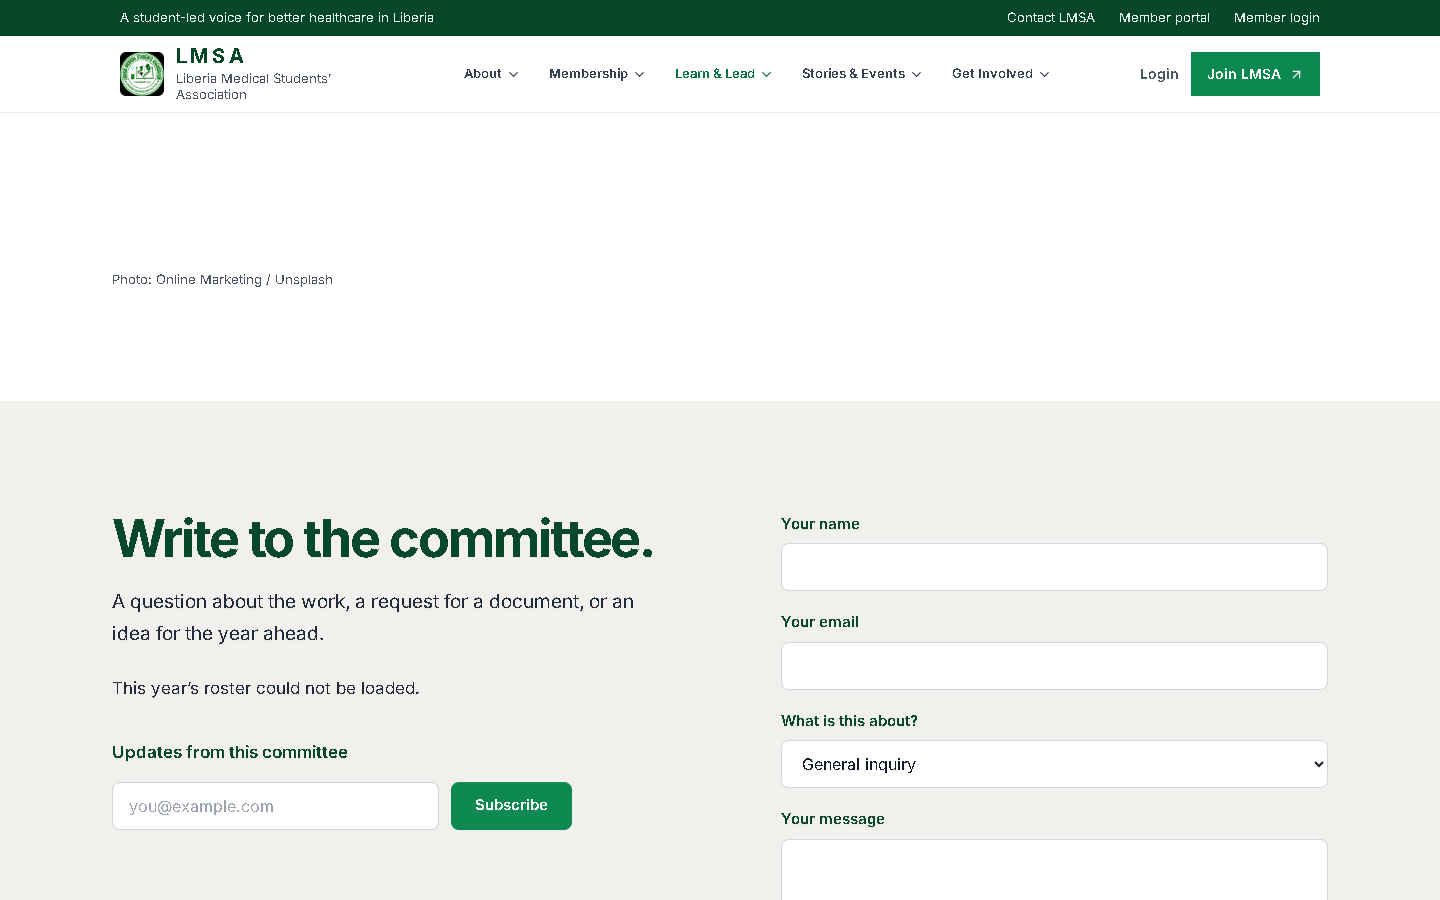 A student-led voice for better healthcare in Liberia
Contact LMSA
Member portal
Member login
LMSA
Liberia Medical Students’
Association
About
Membership
Learn & Lead
Stories & Events
Get Involved
Login
Join LMSA
Photo: Online Marketing / Unsplash
Write to the committee.
A question about the work, a request for a document, or an
idea for the year ahead.
This year’s roster could not be loaded.
Updates from this committee
you@example.com
Subscribe
Your name
Your email
What is this about?
General inquiry
Your message